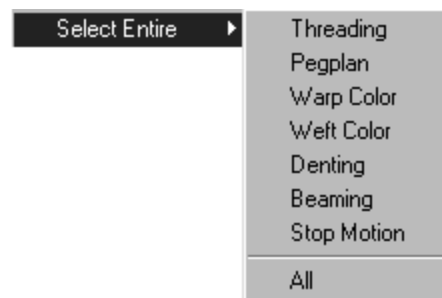 Select Entire
Threading
Pegplan
Warp Color
Weft Color
Denting
Beaming
Stop Motion
All